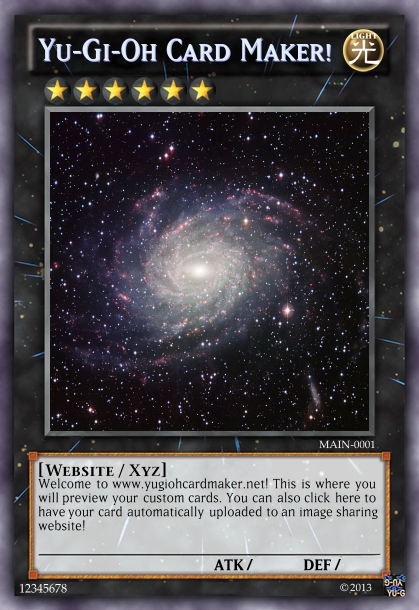 Yu-Gi-Oh Card Maker!
LIGHT
光
MAIN-0001
[Website / Xyz]
Welcome to www.yugiohcardmaker.net! This is where you
will preview your custom cards. You can also click here to
have your card automatically uploaded to an image sharing
website!
ATK/ DEF/
12345678 ©2013
YU-G